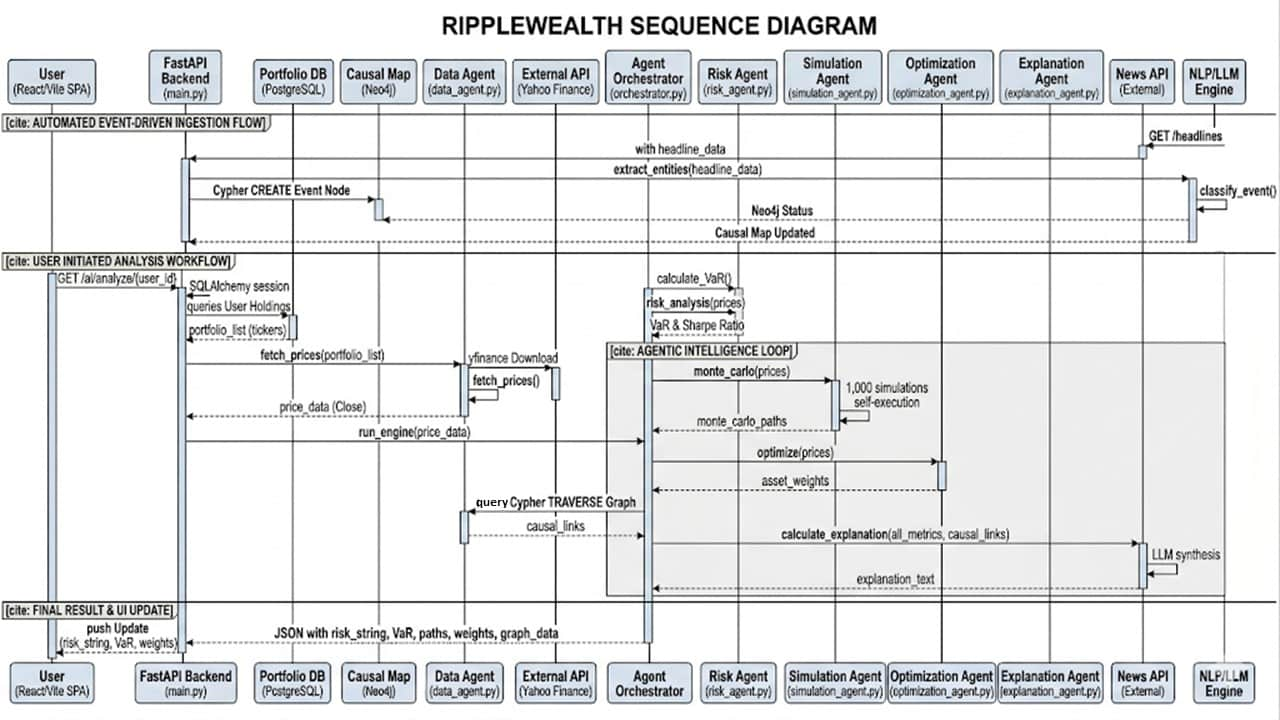 RIPPLEWEALTH SEQUENCE DIAGRAM
User
(React/Vite SPA)
FastAPI
Backend
(main.py)
Portfolio DB
(PostgreSQL)
Causal Map
(Neo4j)
Data Agent
(data_agent.py)
External API
(Yahoo Finance)
Agent
Orchestrator
(orchestrator.py)
Risk Agent
(risk_agent.py)
Simulation
Agent
(simulation_agent.py)
Optimization
Agent
(optimization_agent.py)
Explanation
Agent
(explanation_agent.py)
News API
(External)
NLP/LLM
Engine
[cite: AUTOMATED EVENT-DRIVEN INGESTION FLOW]
GET /headlines
with headline_data
extract_entities(headline_data)
Cypher CREATE Event Node
classify_event()
Neo4j Status
Causal Map Updated
[cite: USER INITIATED ANALYSIS WORKFLOW]
GET /ai/analyze/{user_id}
SQLAlchemy session
queries User Holdings
portfolio_list (tickers)
calculate_VaR()
risk_analysis(prices)
VaR & Sharpe Ratio
[cite: AGENTIC INTELLIGENCE LOOP]
fetch_prices(portfolio_list)
yfinance Download
fetch_prices()
price_data (Close)
run_engine(price_data)
monte_carlo(prices)
1,000 simulations
self-execution
monte_carlo_paths
optimize(prices)
asset_weights
query Cypher TRAVERSE Graph
causal_links
calculate_explanation(all_metrics, causal_links)
LLM synthesis
explanation_text
[cite: FINAL RESULT & UI UPDATE]
push Update
(risk_string, VaR, weights)
JSON with risk_string, VaR, paths, weights, graph_data
User
(React/Vite SPA)
FastAPI Backend
(main.py)
Portfolio DB
(PcstgreSQL)
Causal Map
(Neo4j)
Data Agent
(data_agent.py)
External API
(Yahoo Finance)
Agont
Orchestrator
Risk Agent
(risk_agent.py)
Simulation Agent
(simulation_agent.py)
Optimization Agent
(optimization_agent.py)
Explanation Agent
(explanation_agent.py)
News API
(External)
NLP/LLM
Engine